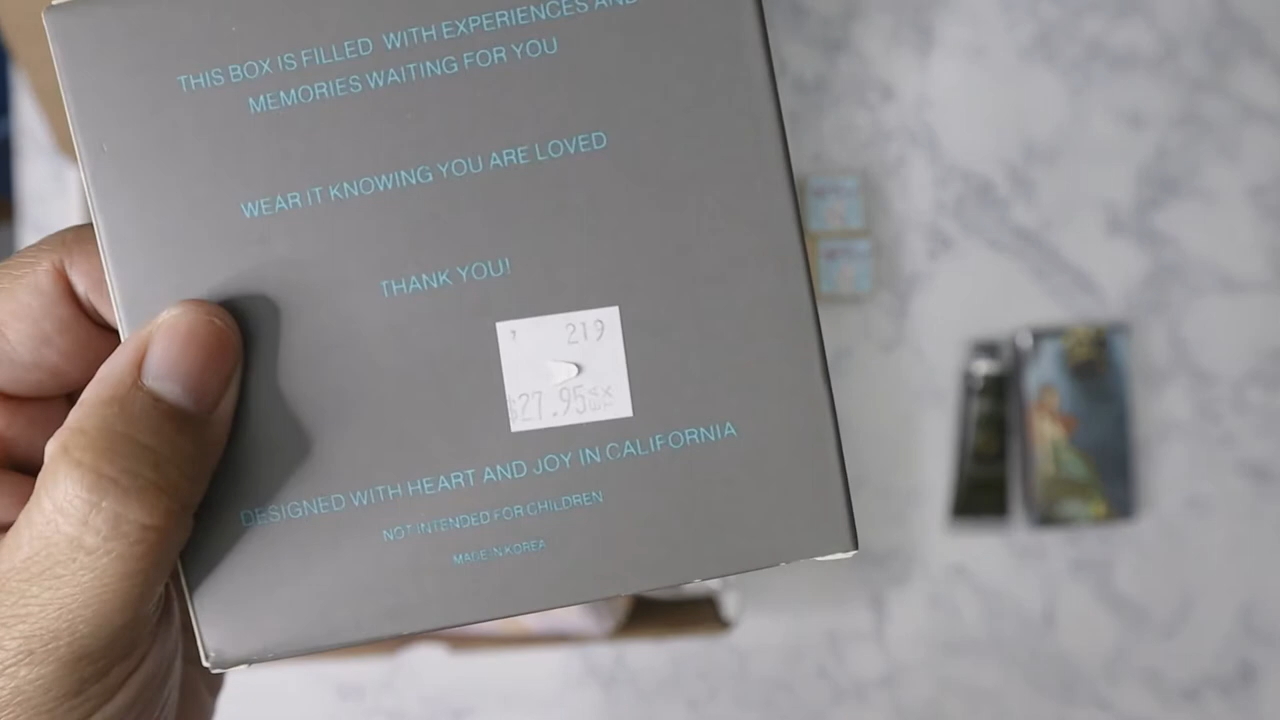 THIS BOX IS FILLED WITH EXPERIENCES AND
MEMORIES WAITING FOR YOU
WEAR IT KNOWING YOU ARE LOVED
THANK YOU!
219
$27.95
DESIGNED WITH HEART AND JOY IN CALIFORNIA
NOT INTENDED FOR CHILDREN
MADE IN KOREA